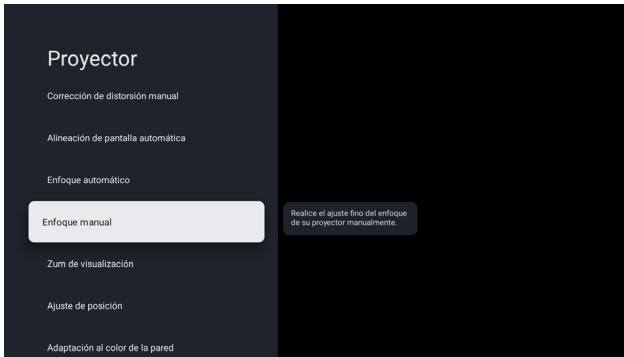 Proyector
Corrección de distorsión manual
Alineación de pantalla automática
Enfoque automático
Enfoque manual
Realice el ajuste fino del enfoque
de su proyector manualmente.
Zum de visualización
Ajuste de posición
Adaptación al color de la pared